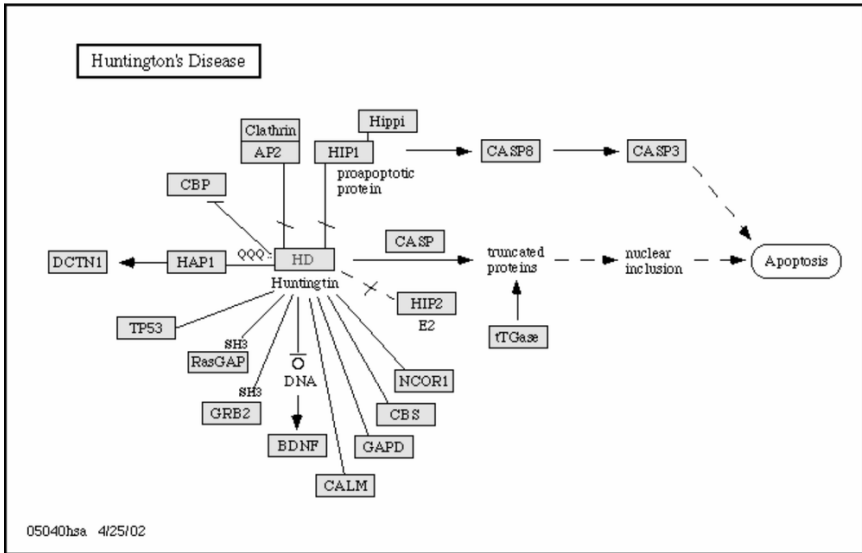 Huntington's Disease
Hippi
Clathrin
AP2
HIP1
CASP8
CASP3
proapoptotic
protein
CBP
CASP
QQQ
HD
DCTN1
HAP1
truncated
proteins
nuclear
inclusion
Apoptosis
Huntingtin
HIP2
E2
TP53
tTGase
SH3
RasGAP
DNA
NCOR1
SH3
GRB2
CBS
BDNF
GAPD
CALM
05040hsa 4/25/02